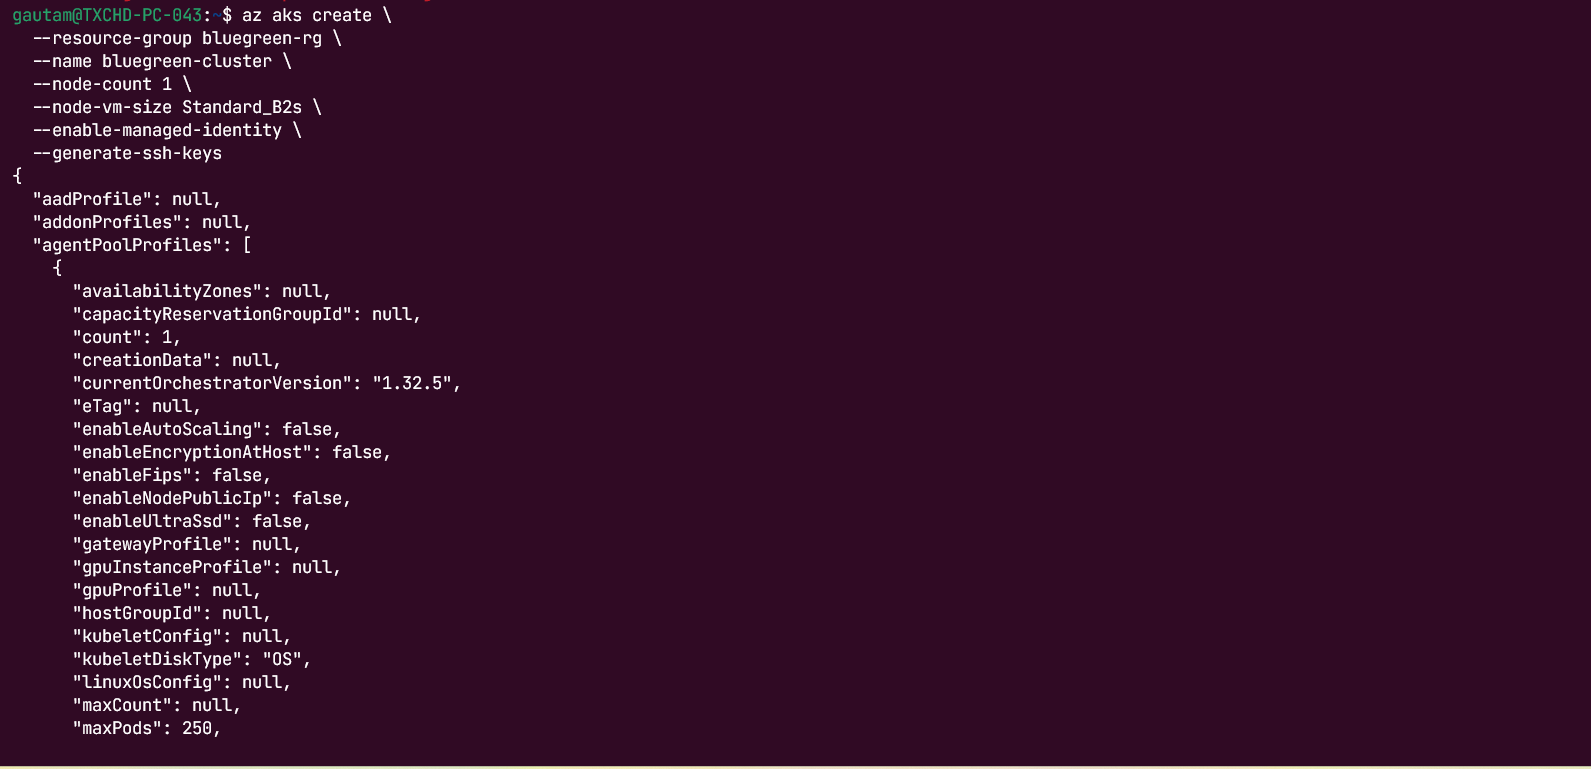 gautam@TXCHD-PC-043:~$ az aks create \
  --resource-group bluegreen-rg \
  --name bluegreen-cluster \
  --node-count 1 \
  --node-vm-size Standard_B2s \
  --enable-managed-identity \
  --generate-ssh-keys
{
  "aadProfile": null,
  "addonProfiles": null,
  "agentPoolProfiles": [
    {
      "availabilityZones": null,
      "capacityReservationGroupId": null,
      "count": 1,
      "creationData": null,
      "currentOrchestratorVersion": "1.32.5",
      "eTag": null,
      "enableAutoScaling": false,
      "enableEncryptionAtHost": false,
      "enableFips": false,
      "enableNodePublicIp": false,
      "enableUltraSsd": false,
      "gatewayProfile": null,
      "gpuInstanceProfile": null,
      "gpuProfile": null,
      "hostGroupId": null,
      "kubeletConfig": null,
      "kubeletDiskType": "OS",
      "linuxOsConfig": null,
      "maxCount": null,
      "maxPods": 250,